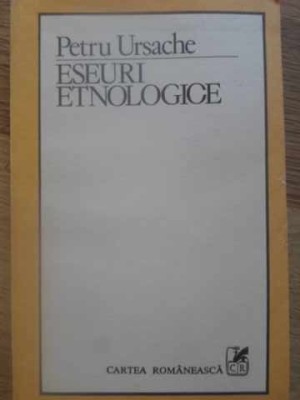 Petru Ursache
ESEURI
ETNOLOGICE
CARTEA ROMÂNEASCĂ
CR